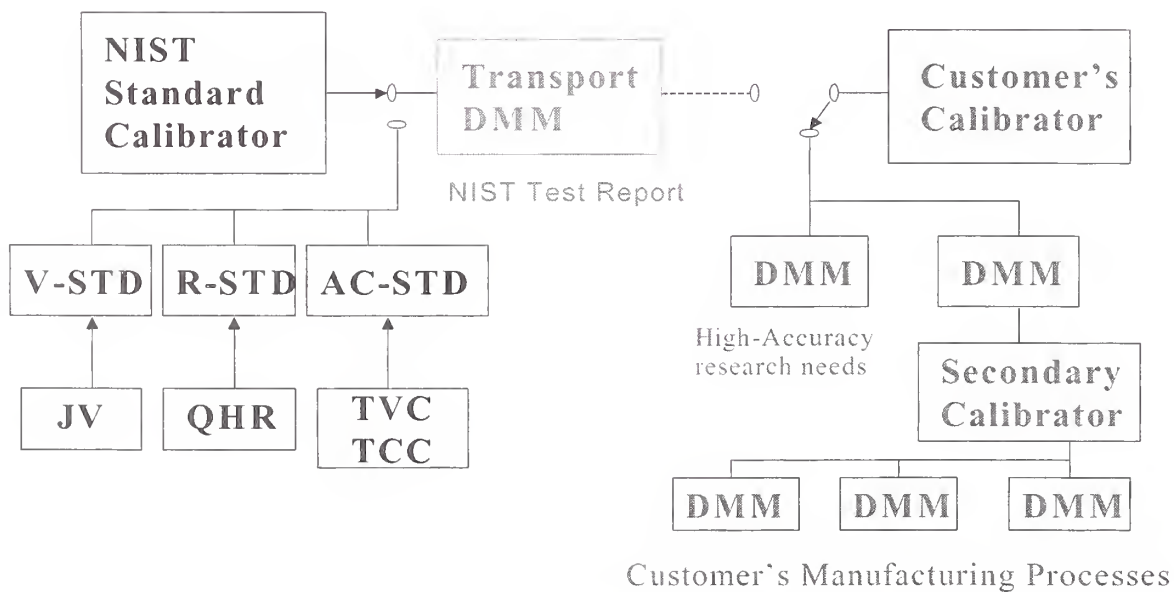 NIST
Standard
Calibrator
Transport
DMM
Customer's
Calibrator
NIST Test Report
V-STD
R-STD
AC-STD
DMM
DMM
High-Accuracy
research needs
JV
QHR
TVC
TCC
Secondary
Calibrator
DMM
DMM
DMM
Customer's Manufacturing Processes